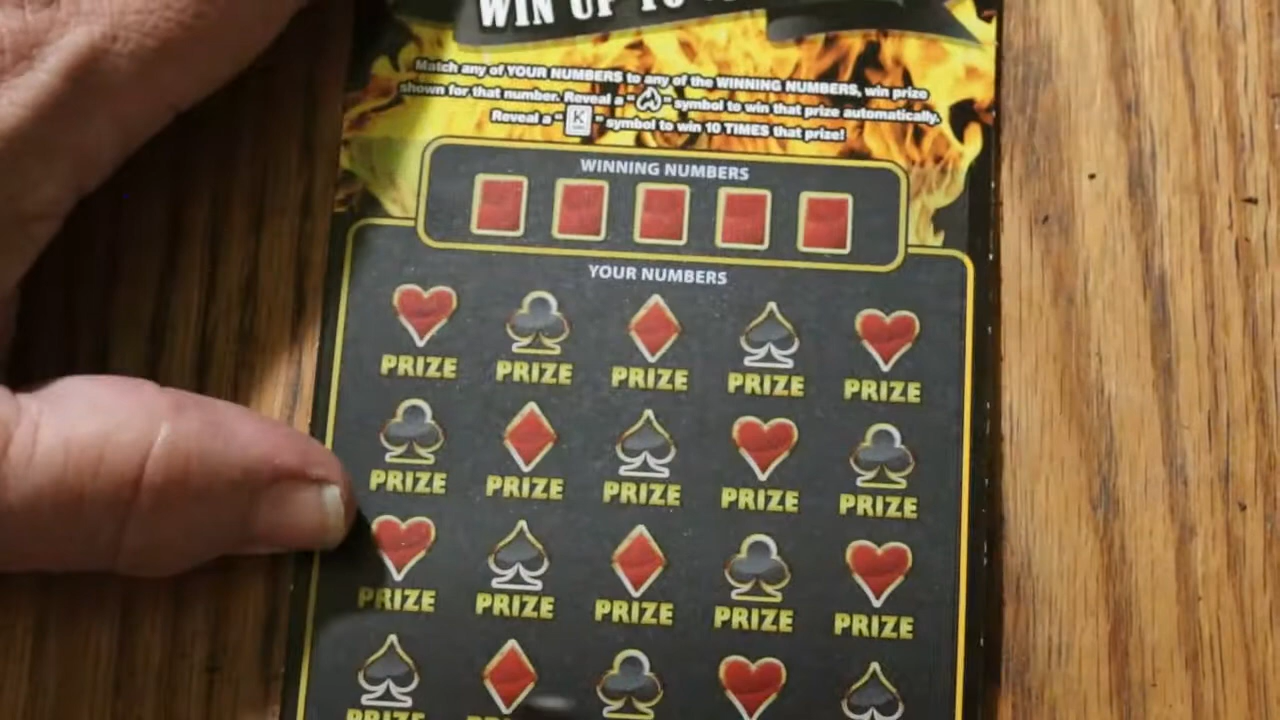 WIN UP TO
Match any of YOUR NUMBERS to any of the WINNING NUMBERS, win prize
shown for that number. Reveal a " " symbol to win that prize automatically.
Reveal a " K " symbol to win 10 TIMES that prize!
WINNING NUMBERS
YOUR NUMBERS
PRIZE PRIZE PRIZE PRIZE PRIZE
PRIZE PRIZE PRIZE PRIZE PRIZE
PRIZE PRIZE PRIZE PRIZE PRIZE
PRIZE